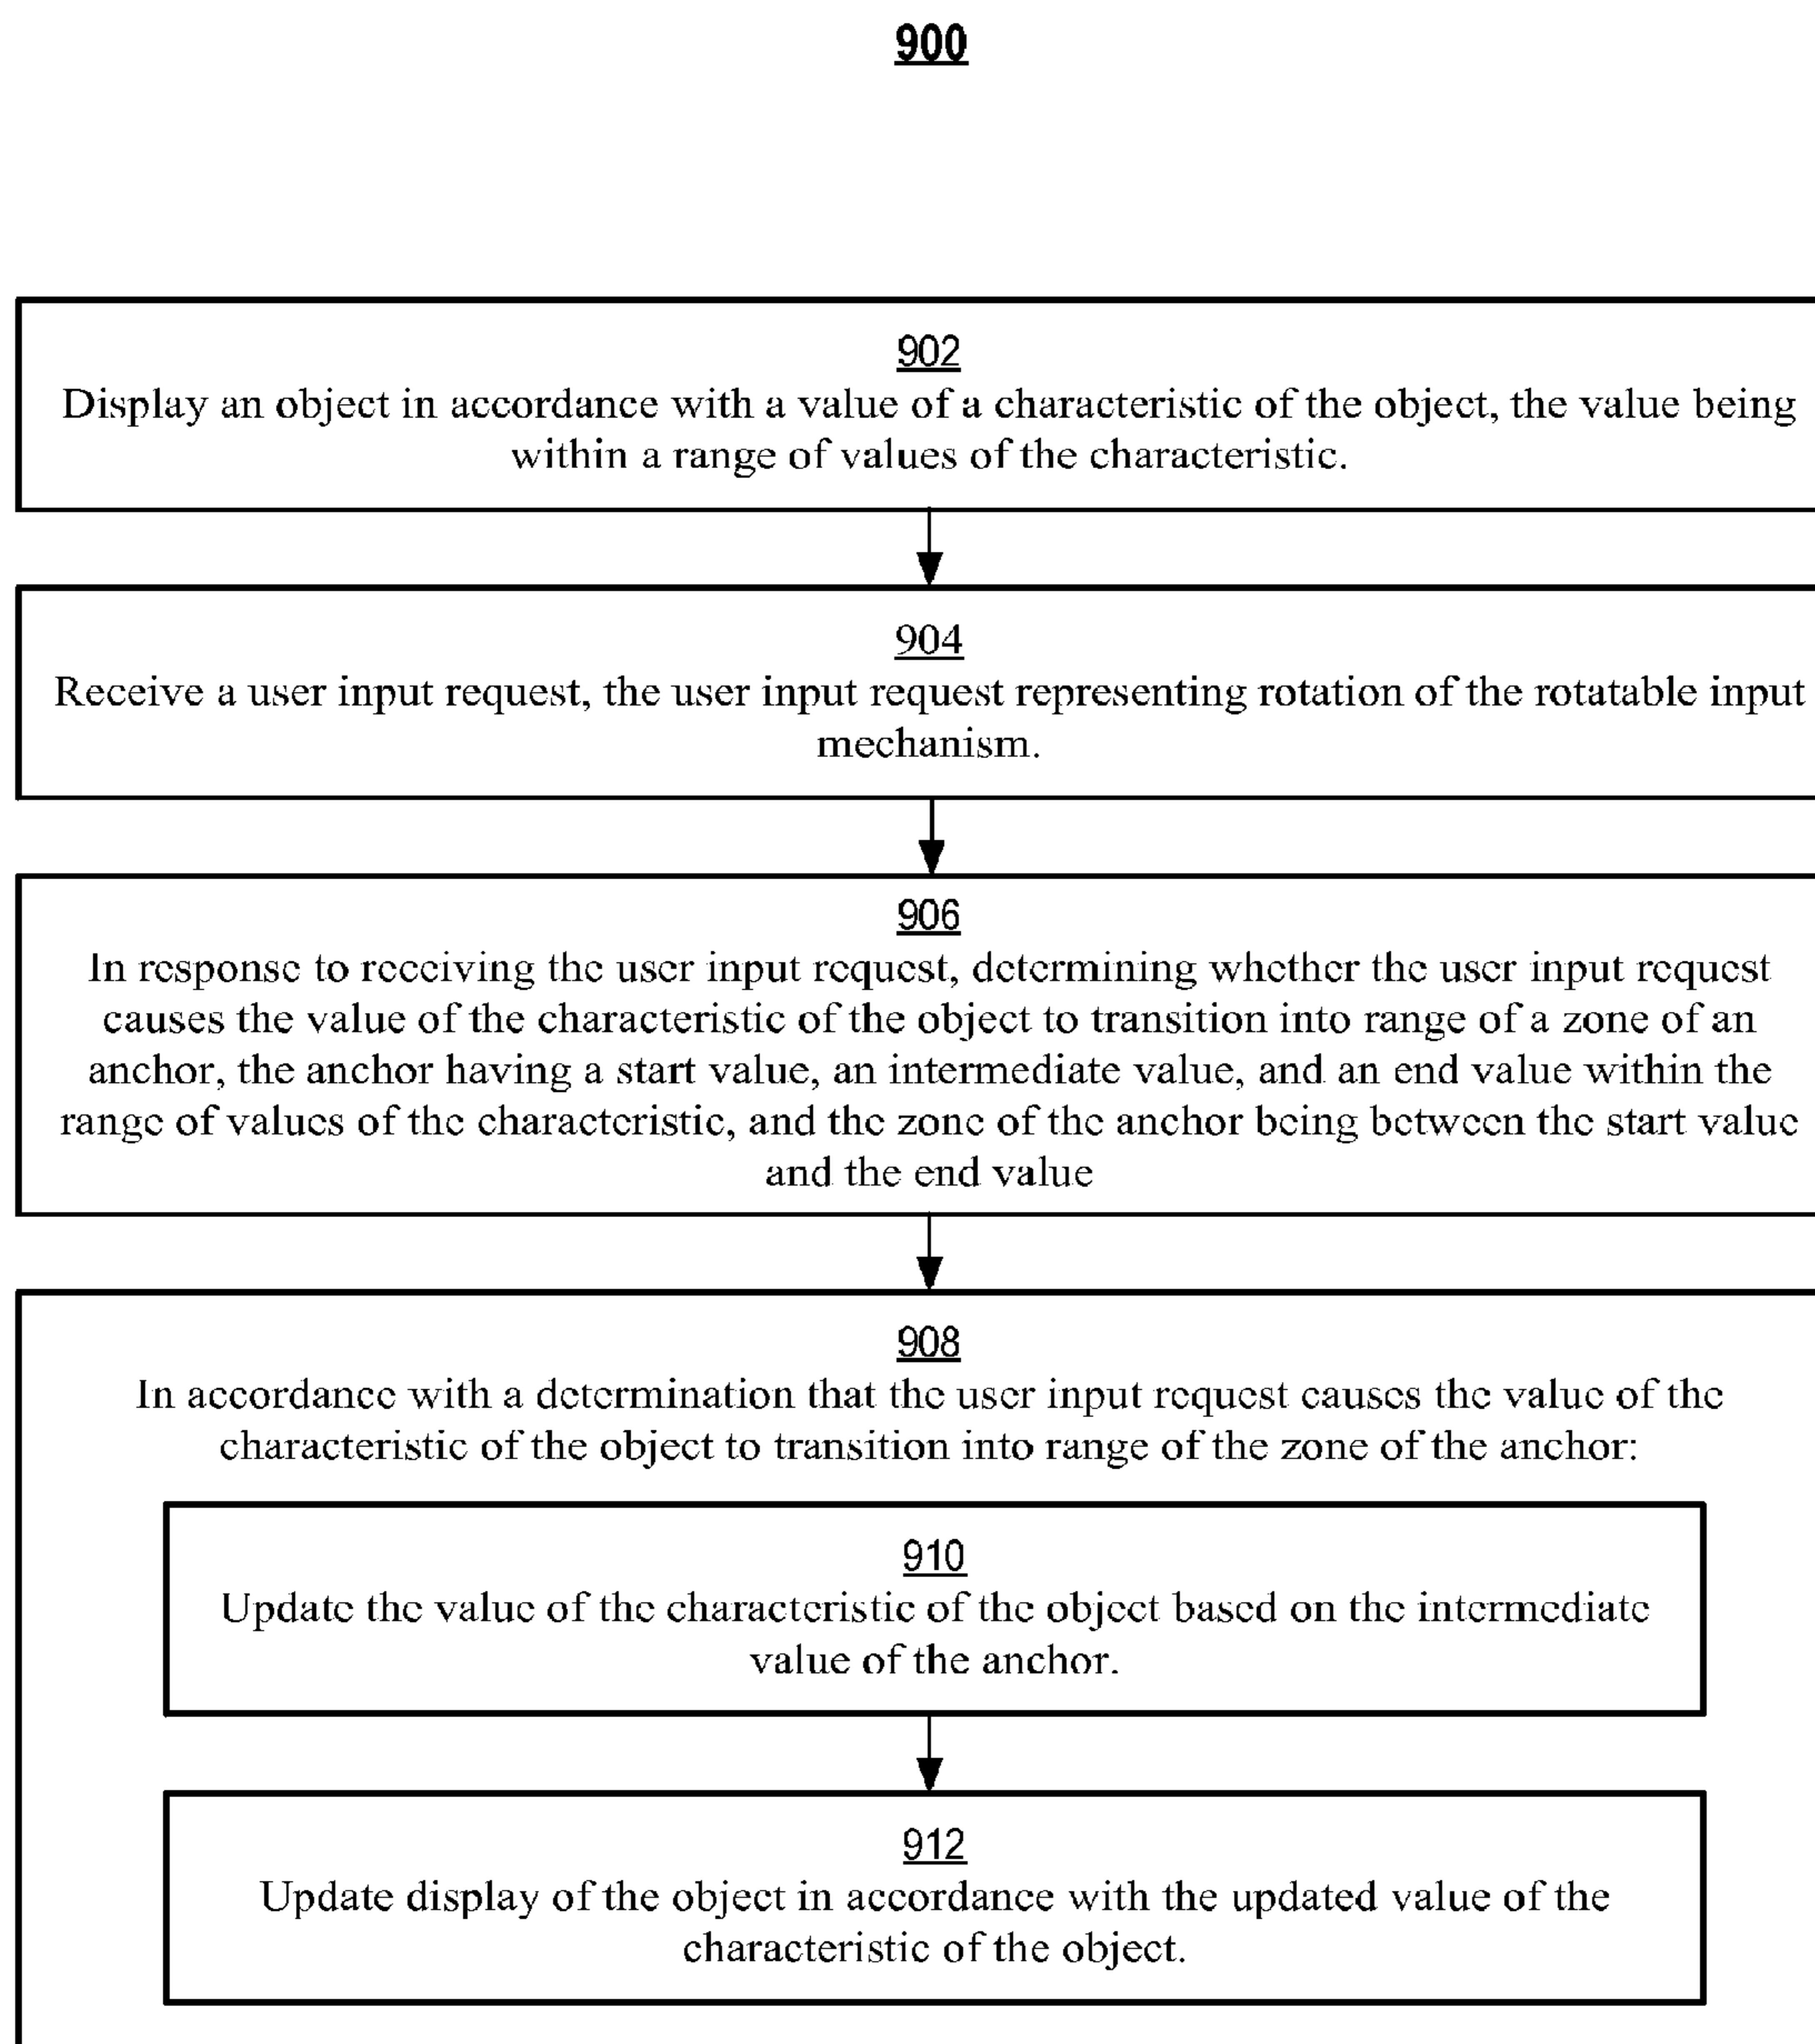 900
902
Display an object in accordance with a value of a characteristic of the object, the value being
within a range of values of the characteristic.
904
Receive a user input request, the user input request representing rotation of the rotatable input
mechanism.
906
In response to receiving the user input request, determining whether the user input request
causes the value of the characteristic of the object to transition into range of a zone of an
anchor, the anchor having a start value, an intermediate value, and an end value within the
range of values of the characteristic, and the zone of the anchor being between the start value
and the end value
908
In accordance with a determination that the user input request causes the value of the
characteristic of the object to transition into range of the zone of the anchor:
910
Update the value of the characteristic of the object based on the intermediate
value of the anchor.
912
Update display of the object in accordance with the updated value of the
characteristic of the object.